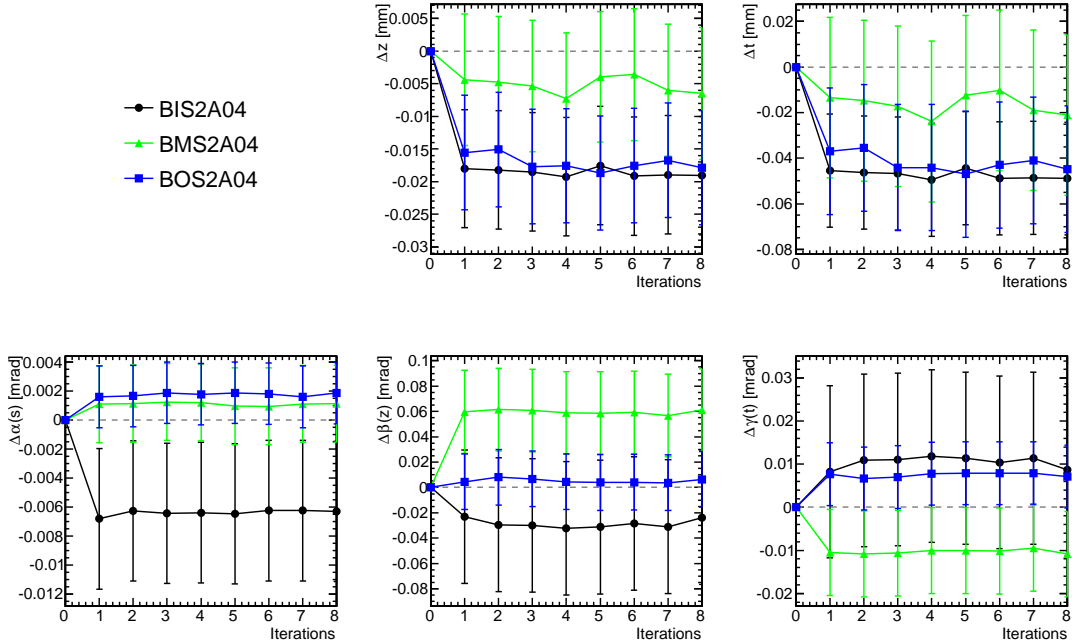 BIS2A04
BMS2A04
BOS2A04
Δz [mm]
0.005
0
-0.005
-0.01
-0.015
-0.02
-0.025
-0.03
0 1 2 3 4 5 6 7 8
Iterations
Δt [mm]
0.02
0
-0.02
-0.04
-0.06
-0.08
0 1 2 3 4 5 6 7 8
Iterations
Δα(s) [mrad]
0.004
0.002
0
-0.002
-0.004
-0.006
-0.008
-0.01
-0.012
0 1 2 3 4 5 6 7 8
Iterations
Δβ(z) [mrad]
0.1
0.08
0.06
0.04
0.02
0
-0.02
-0.04
-0.06
-0.08
0 1 2 3 4 5 6 7 8
Iterations
Δγ(t) [mrad]
0.03
0.02
0.01
0
-0.01
-0.02
0 1 2 3 4 5 6 7 8
Iterations